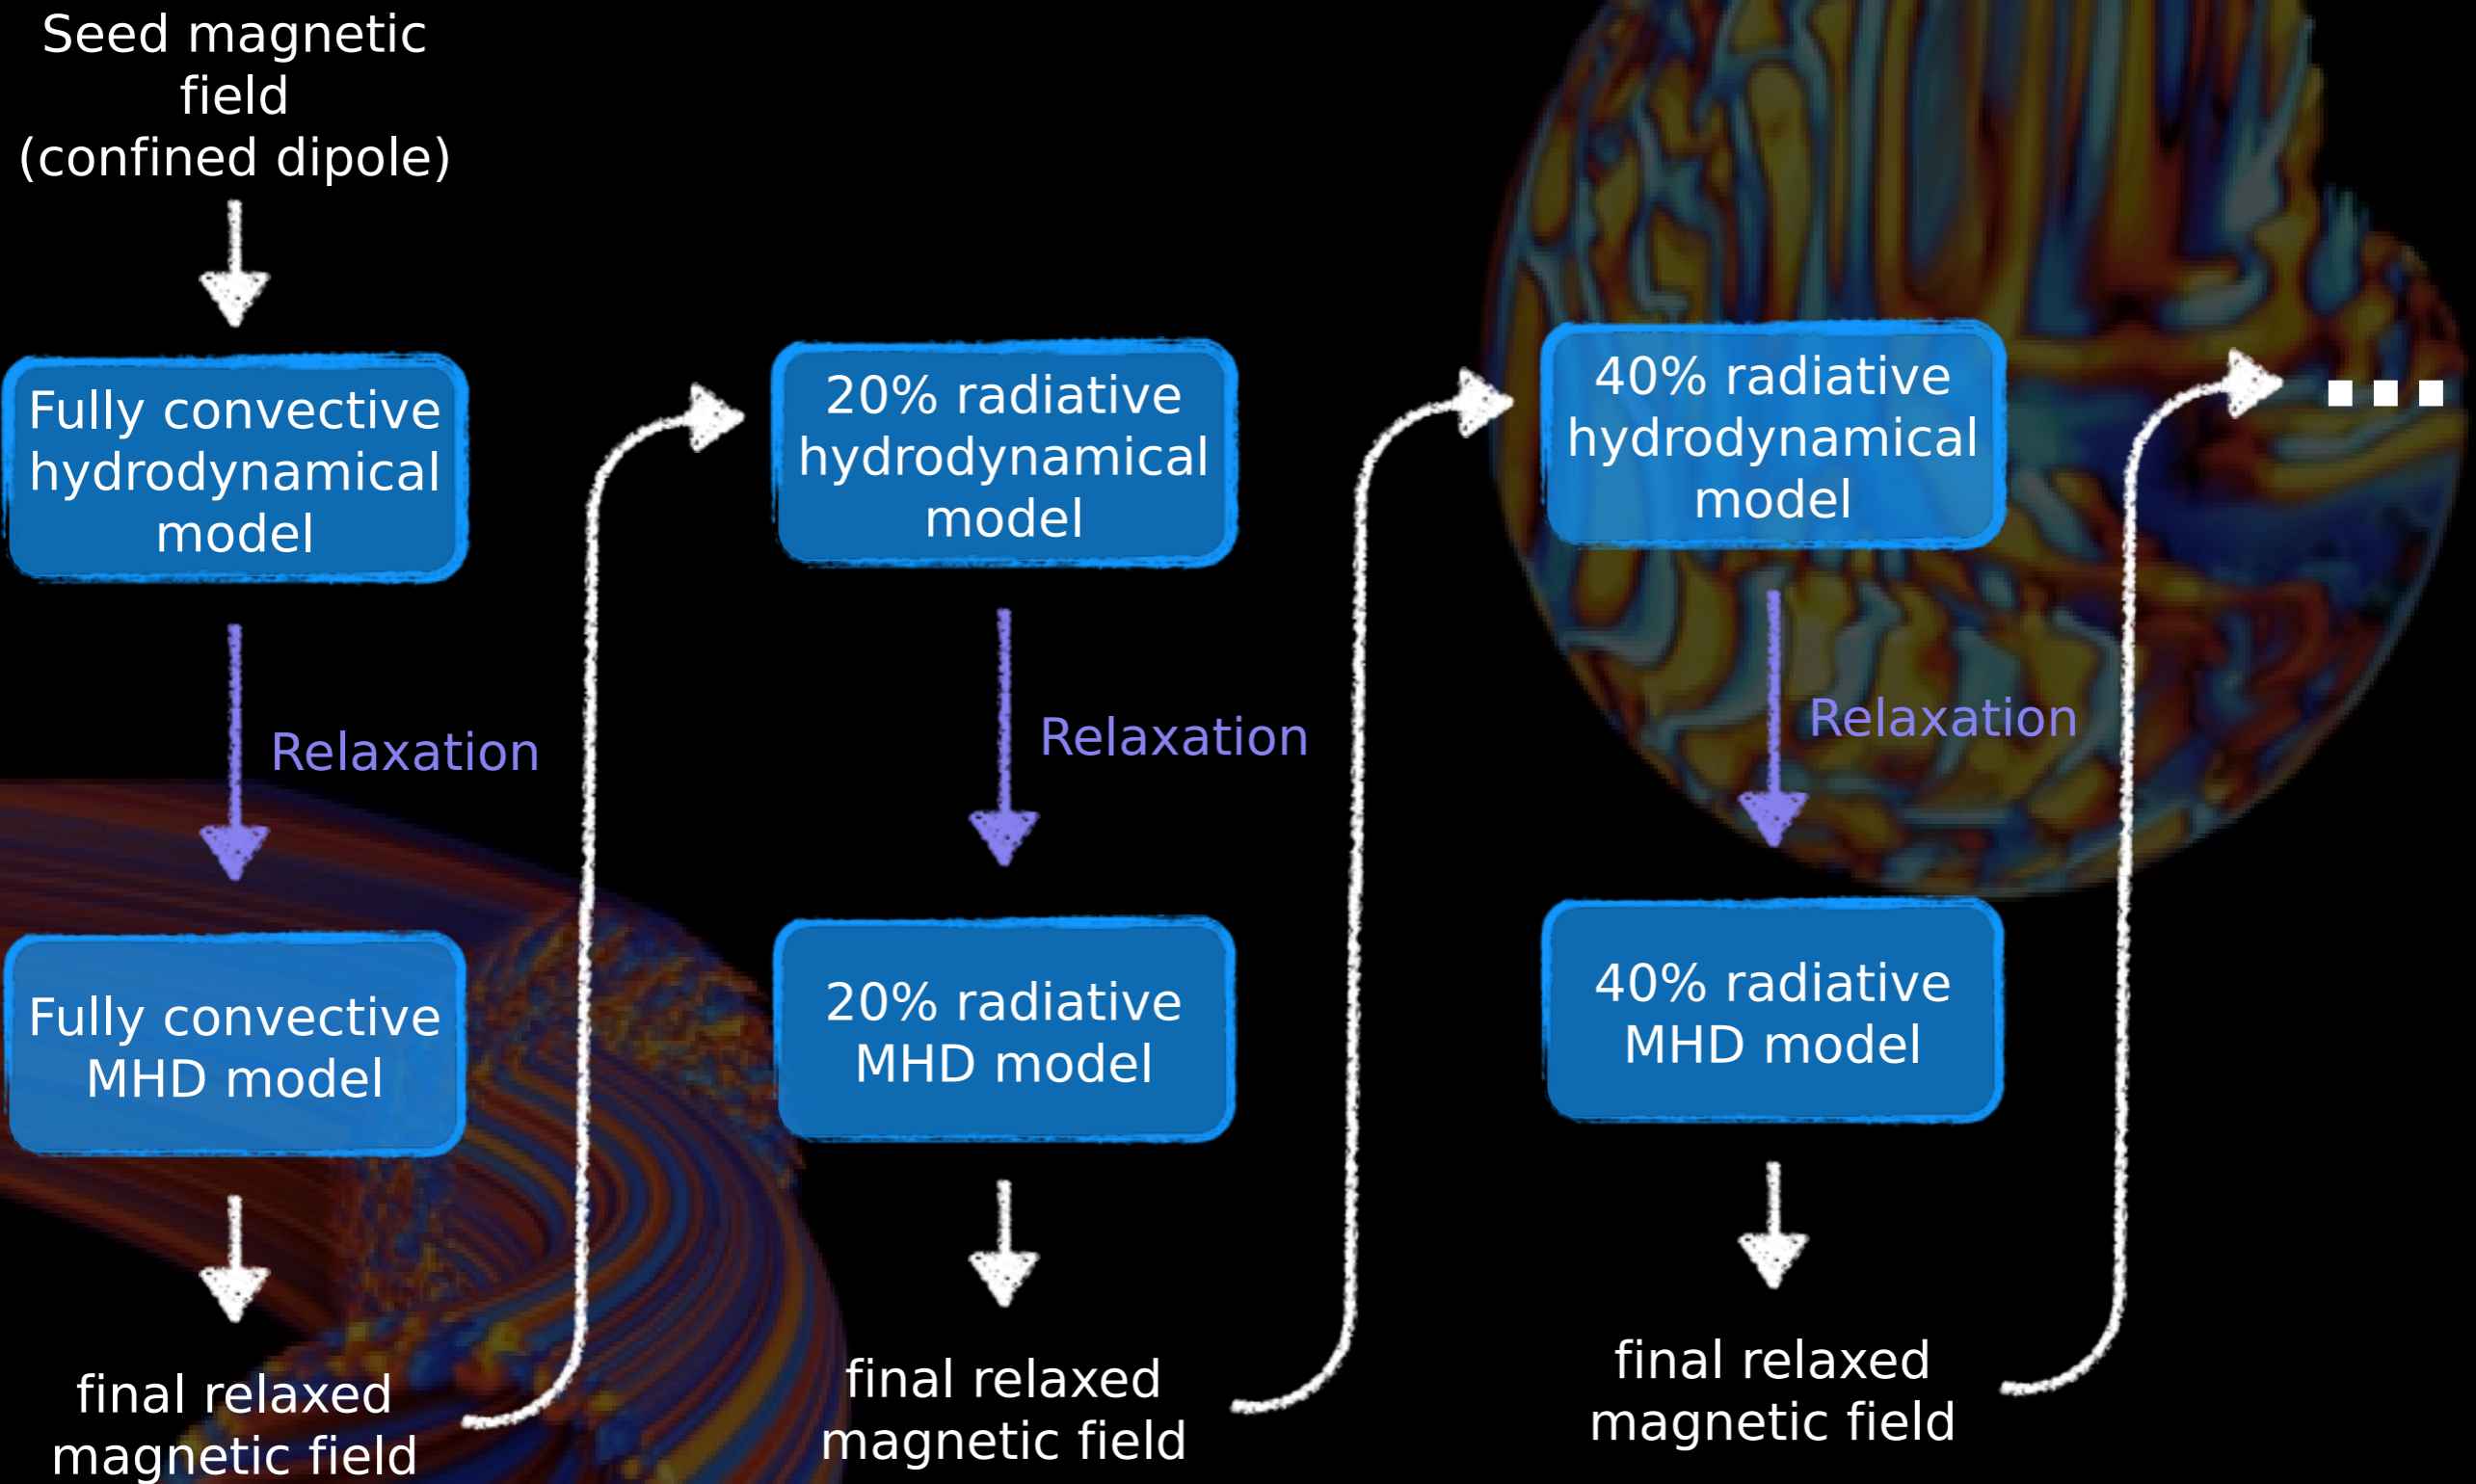 Seed magnetic
field
(confined dipole)
Fully convective
hydrodynamical
model
Relaxation
Fully convective
MHD model
final relaxed
magnetic field
20% radiative
hydrodynamical
model
Relaxation
20% radiative
MHD model
final relaxed
magnetic field
40% radiative
hydrodynamical
model
Relaxation
40% radiative
MHD model
final relaxed
magnetic field
...